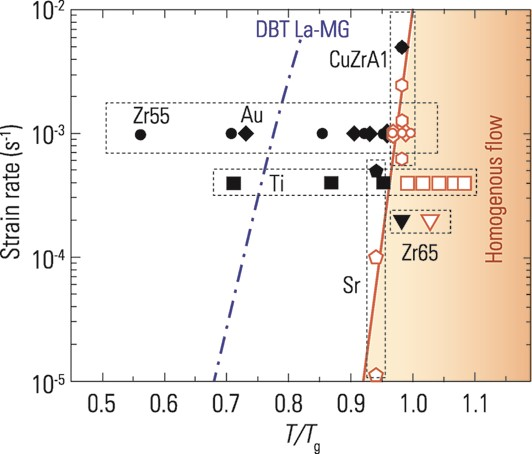 10-2
DBT La-MG
CuZrA1
Zr55
Au
10-3
Ti
Strain rate (s-1)
Homogenous flow
Zr65
10-4
Sr
10-5
0.5 0.6 0.7 0.8 0.9 1.0 1.1
T/Tg